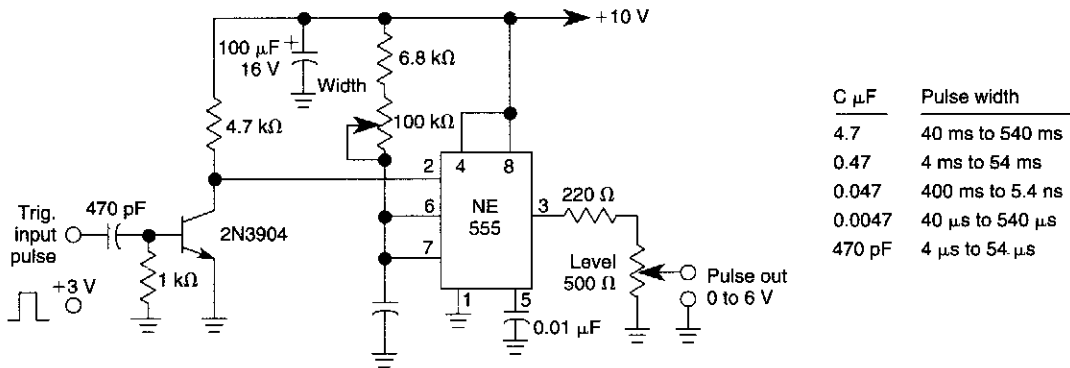 +10 V
100 µF +
16 V
6.8 kΩ
Width
100 kΩ
4.7 kΩ
4
8
2
6
7
NE
555
3
1
5
220 Ω
Level
500 Ω
Pulse out
0 to 6 V
0.01 µF
Trig.
input
pulse
470 pF
2N3904
1 kΩ
+3 V
C µF Pulse width
4.7 40 ms to 540 ms
0.47 4 ms to 54 ms
0.047 400 ms to 5.4 ns
0.0047 40 µs to 540 µs
470 pF 4 µs to 54 µs